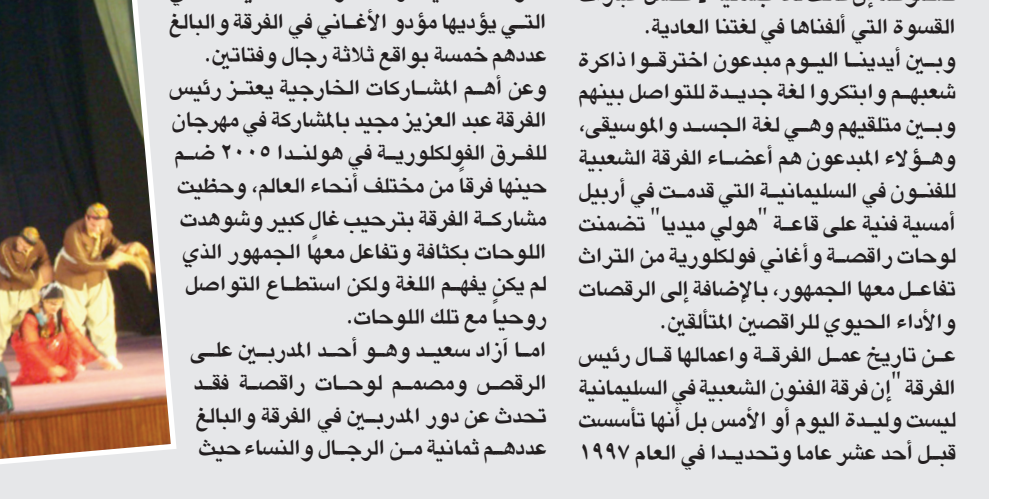 القسوة التي ألفناها في لغتنا العادية.
وبين أيدينا اليوم مبدعون اخترقوا ذاكرة
شعبهم وابتكروا لغة جديدة للتواصل بينهم
وبين متلقيهم وهي لغة الجسد والموسيقى،
وهؤلاء المبدعون هم أعضاء الفرقة الشعبية
للفنون في السليمانية التي قدمت في أربيل
أمسية فنية على قاعة "هولي ميديا" تضمنت
لوحات راقصة وأغاني فولكلورية من التراث
تفاعل معها الجمهور، بالإضافة إلى الرقصات
والأداء الحيوي للراقصين المتألقين.
عن تاريخ عمل الفرقة واعمالها قال رئيس
الفرقة "إن فرقة الفنون الشعبية في السليمانية
ليست وليدة اليوم أو الأمس بل أنها تأسست
قبل أحد عشر عاما وتحديدا في العام ١٩٩٧
التي يؤديها مؤدو الأغاني في الفرقة والبالغ
عددهم خمسة بواقع ثلاثة رجال وفتاتين.
وعن أهم المشاركات الخارجية يعتز رئيس
الفرقة عبد العزيز مجيد بالمشاركة في مهرجان
للفرق الفولكلورية في هولندا ٢٠٠٥ ضم
حينها فرقاً من مختلف أنحاء العالم، وحظيت
مشاركة الفرقة بترحيب غالٍ كبير وشوهدت
اللوحات بكثافة وتفاعل معها الجمهور الذي
لم يكن يفهم اللغة ولكن استطاع التواصل
روحياً مع تلك اللوحات.
اما آزاد سعيد وهو أحد المدربين على
الرقص ومصمم لوحات راقصة فقد
تحدث عن دور المدربين في الفرقة والبالغ
عددهم ثمانية من الرجال والنساء حيث